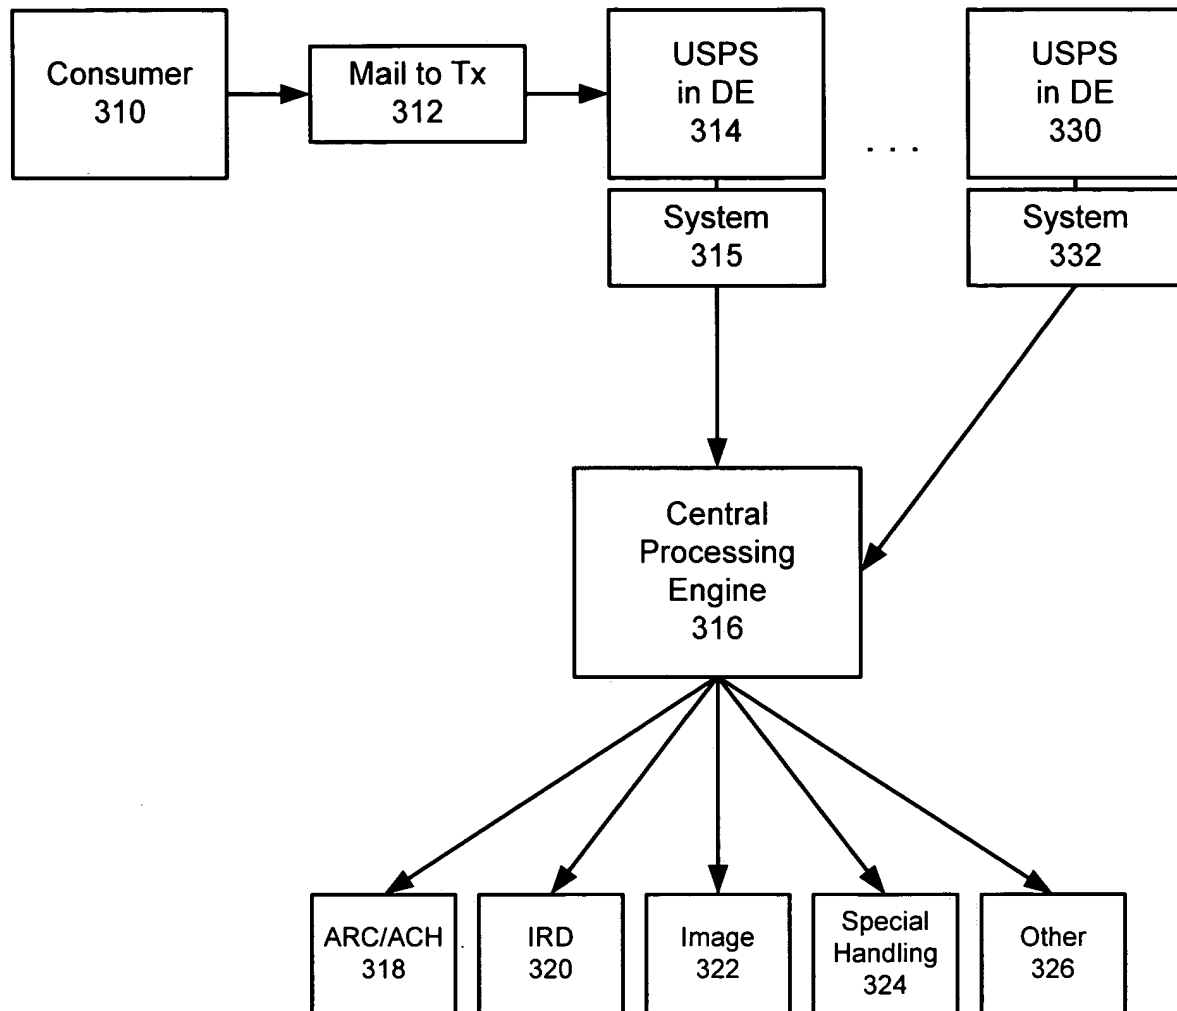 Consumer
310
Mail to Tx
312
USPS
in DE
314
. . .
USPS
in DE
330
System
315
System
332
Central
Processing
Engine
316
ARC/ACH
318
IRD
320
Image
322
Special
Handling
324
Other
326